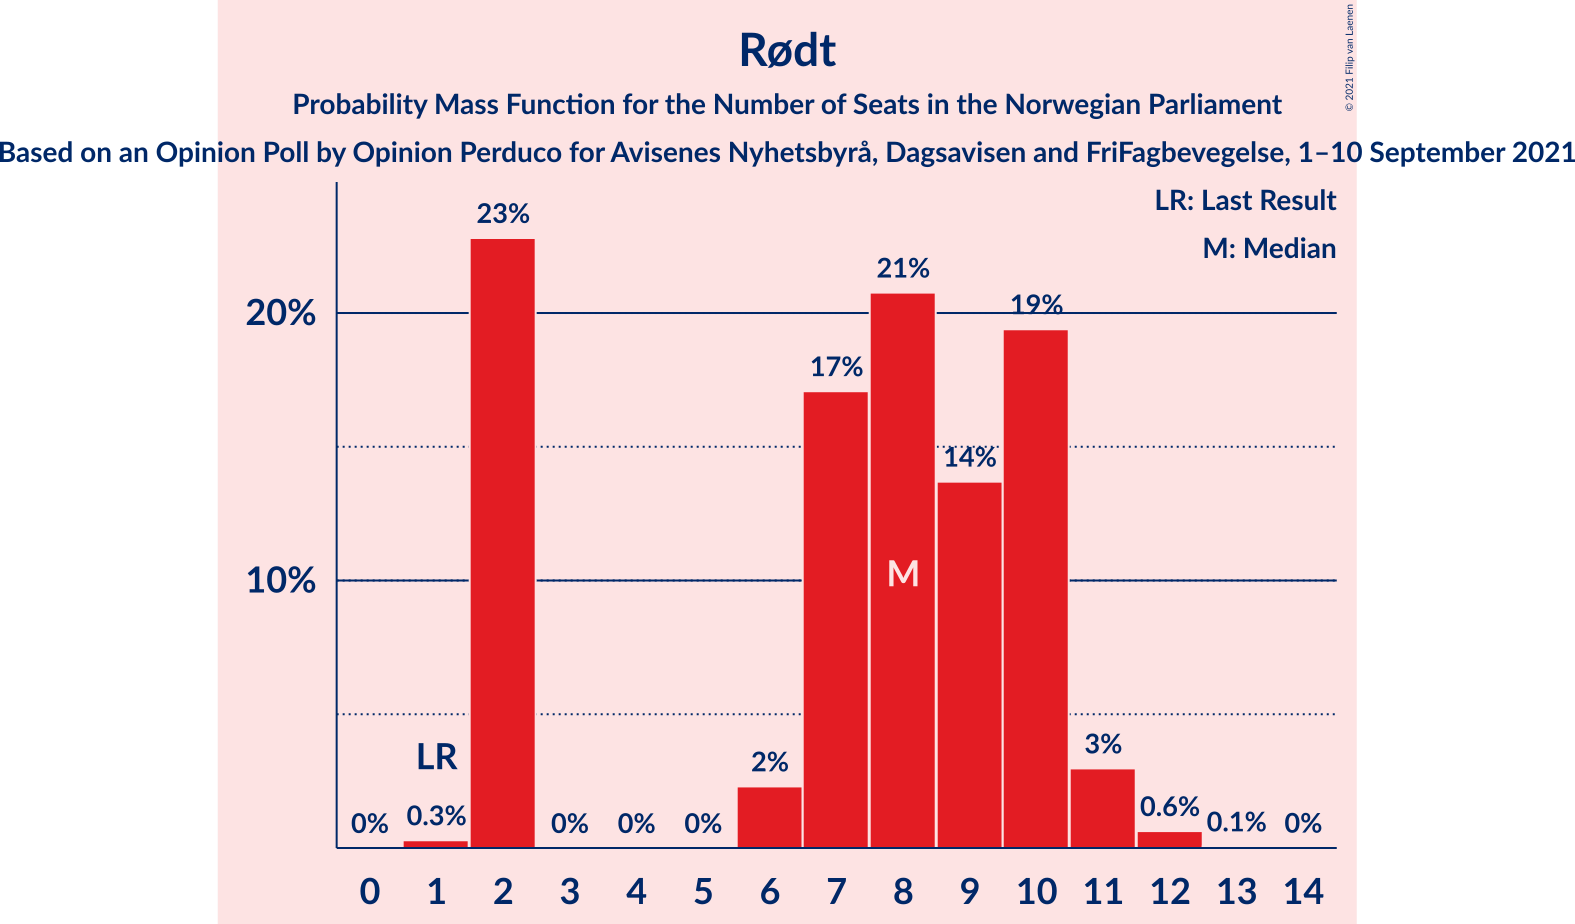 Rødt
Probability Mass Function for the Number of Seats in the Norwegian Parliament
Based on an Opinion Poll by Opinion Perduco for Avisenes Nyhetsbyrå, Dagsavisen and FriFagbevegelse, 1–10 September 2021
© 2021 Filip van Laenen
LR: Last Result
M: Median
20%
10%
0%
0.3%
LR
23%
0%
0%
0%
2%
17%
21%
M
14%
19%
3%
0.6%
0.1%
0%
0 1 2 3 4 5 6 7 8 9 10 11 12 13 14